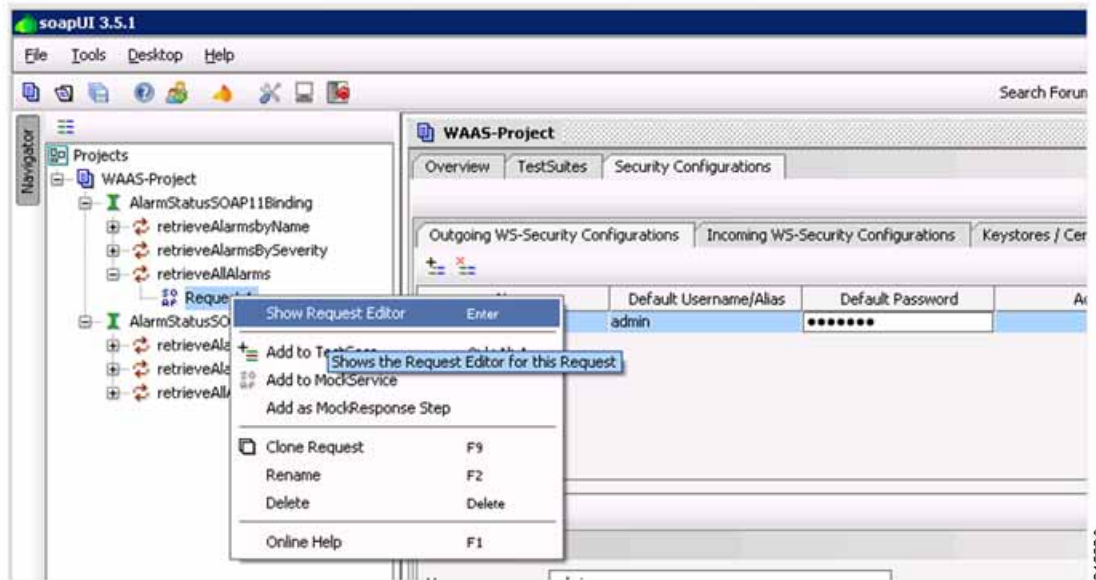 soapUI 3.5.1
File Tools Desktop Help
Search Forun
Navigator
Projects
WAAS-Project
AlarmStatusSOAP11Binding
retrieveAlarmsbyName
retrieveAlarmsBySeverity
retrieveAllAlarms
SO AP
AlarmStatusSO
retrieveAla
retrieveAla
retrieveAll
Show Request Editor Enter
Add to
Shows the Request Editor for this Request
Add to MockService
Add as MockResponse Step
Clone Request F9
Rename F2
Delete Delete
Online Help F1
WAAS-Project
Overview TestSuites Security Configurations
Outgoing WS-Security Configurations Incoming WS-Security Configurations Keystores / Cer
Default Username/Alias Default Password
admin •••••••